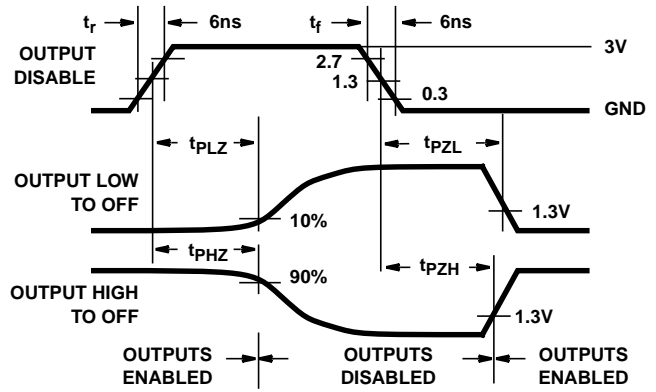 tr 6ns tf 6ns
OUTPUT
DISABLE
3V
2.7
1.3
0.3
GND
tPLZ tPZL
OUTPUT LOW
TO OFF
10%
1.3V
tPHZ tPZH
OUTPUT HIGH
TO OFF
90%
1.3V
OUTPUTS
ENABLED
OUTPUTS
DISABLED
OUTPUTS
ENABLED